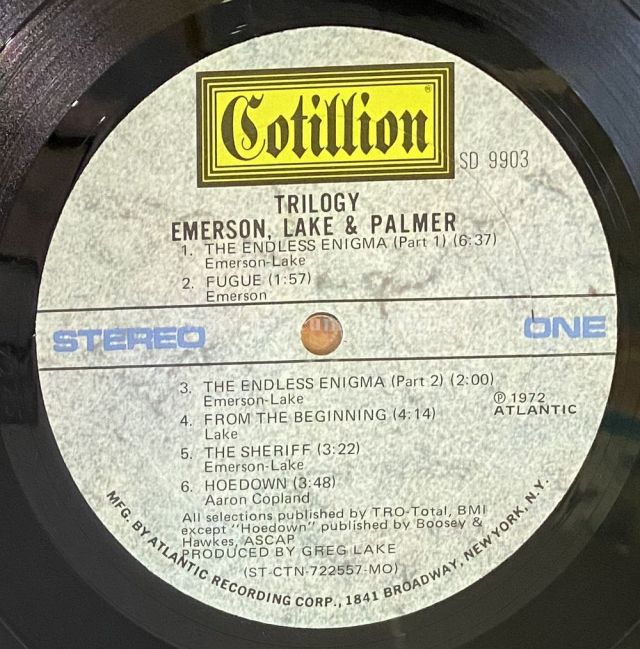 Cotillion®
SD 9903
TRILOGY
EMERSON, LAKE & PALMER
1. THE ENDLESS ENIGMA (Part 1) (6:37)
Emerson-Lake
2. FUGUE (1:57)
Emerson
STEREO
ONE
3. THE ENDLESS ENIGMA (Part 2) (2:00)
Emerson-Lake
4. FROM THE BEGINNING (4:14)
Lake
5. THE SHERIFF (3:22)
Emerson-Lake
6. HOEDOWN (3:48)
Aaron Copland
℗ 1972
ATLANTIC
All selections published by TRO-Total, BMI
except "Hoedown" published by Boosey &
Hawkes, ASCAP
PRODUCED BY GREG LAKE
(ST-CTN-722557-MO)
MFG. BY ATLANTIC RECORDING CORP., 1841 BROADWAY, NEW YORK, N.Y.